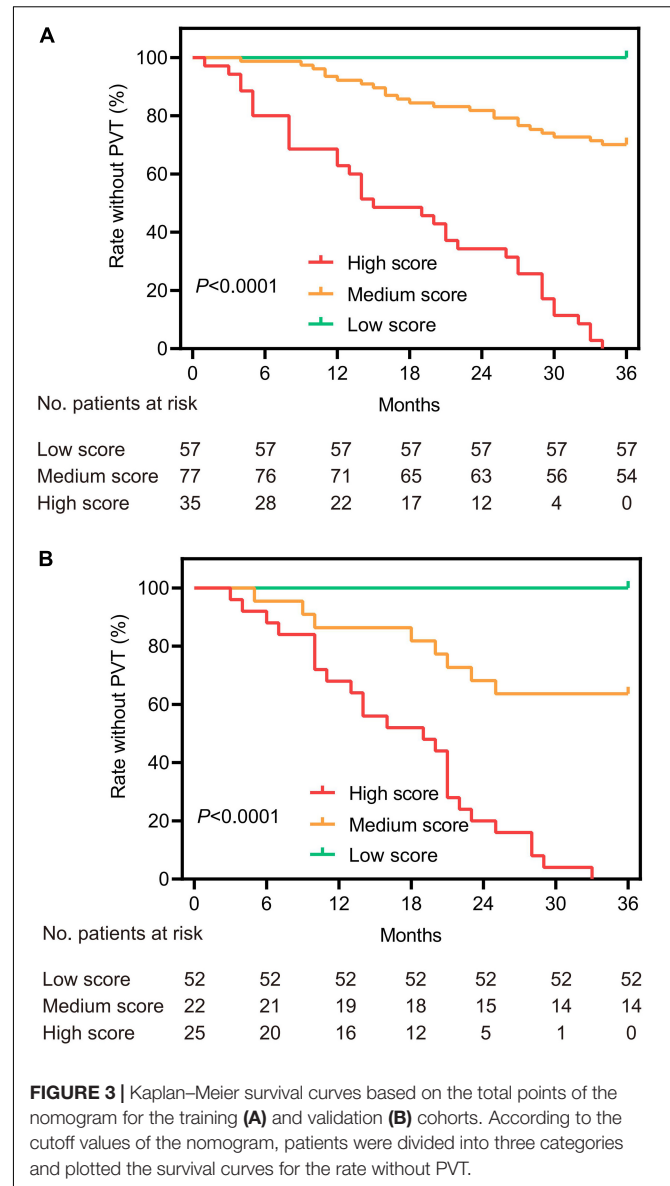 A
Rate without PVT (%)
100
80
60
40
20
0
High score
Medium score
Low score
P<0.0001
0 6 12 18 24 30 36
No. patients at risk
Months
Low score 57 57 57 57 57 57 57
Medium score 77 76 71 65 63 56 54
High score 35 28 22 17 12 4 0
B
Rate without PVT (%)
100
80
60
40
20
0
High score
Medium score
Low score
P<0.0001
0 6 12 18 24 30 36
No. patients at risk
Months
Low score 52 52 52 52 52 52 52
Medium score 22 21 19 18 15 14 14
High score 25 20 16 12 5 1 0
FIGURE 3 | Kaplan–Meier survival curves based on the total points of the
nomogram for the training (A) and validation (B) cohorts. According to the
cutoff values of the nomogram, patients were divided into three categories
and plotted the survival curves for the rate without PVT.